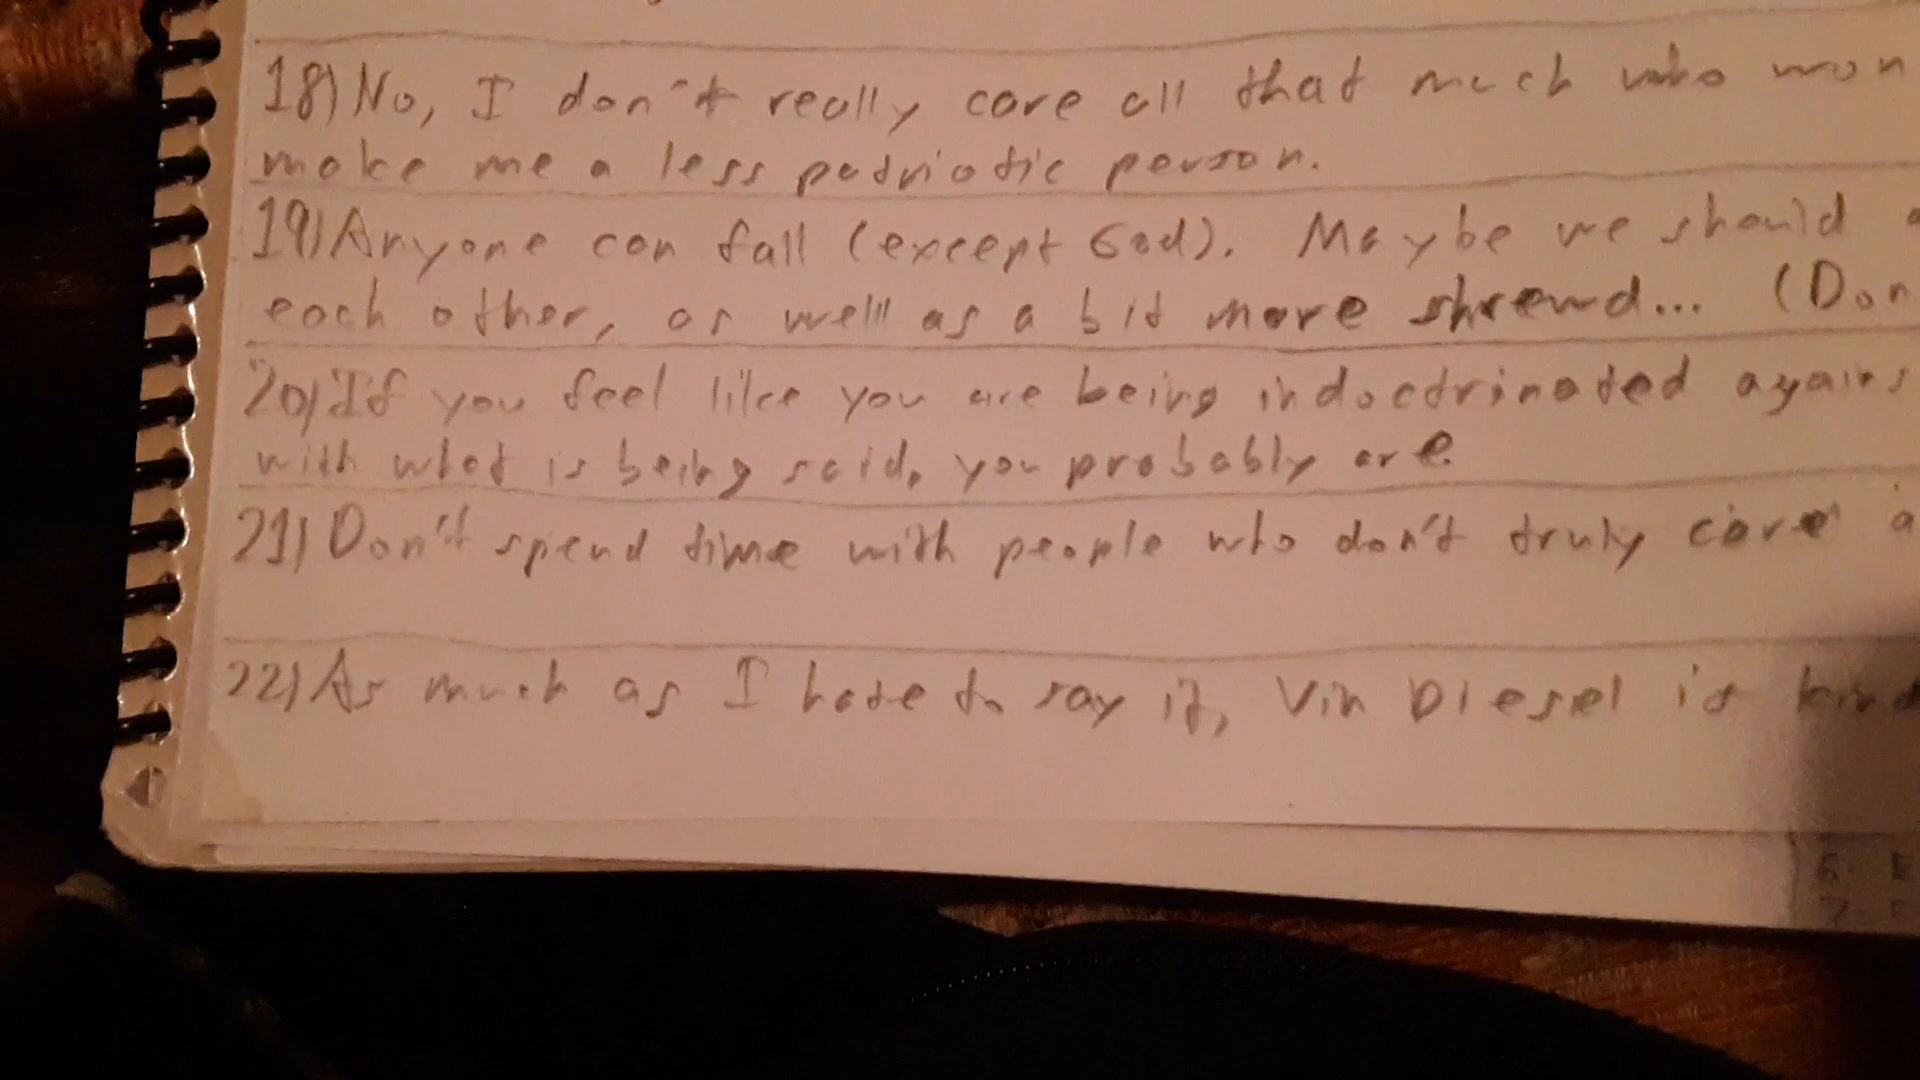 18) No, I don't really care all that much who won
make me a less patriotic person.
19) Anyone can fall (except God). Maybe we should
each other, as well as a bit more shrewd... (Don
20) If you feel like you are being indoctrinated agains
with what is being said, you probably are
21) Don't spend time with people who don't truly care a
22) As much as I hate to say it, Vin Diesel is kind
6.
7.